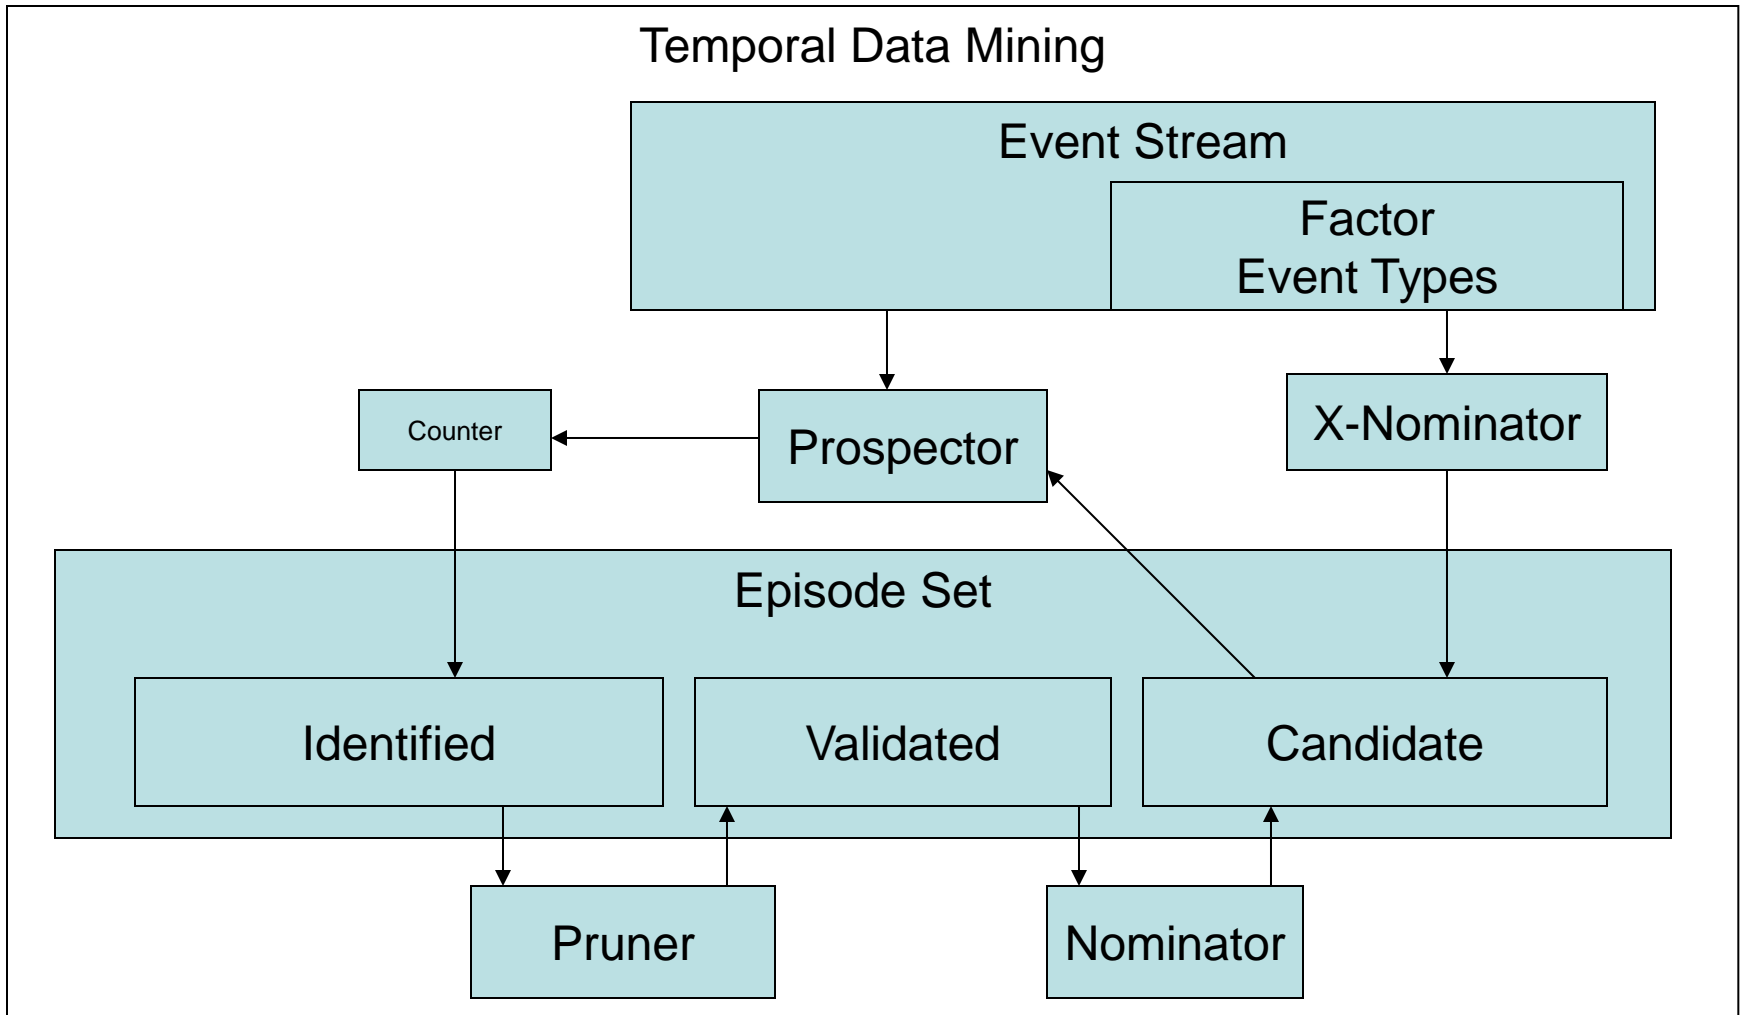 Temporal Data Mining
Event Stream
Factor
Event Types
Counter
Prospector
X-Nominator
Episode Set
Identified
Validated
Candidate
Pruner
Nominator